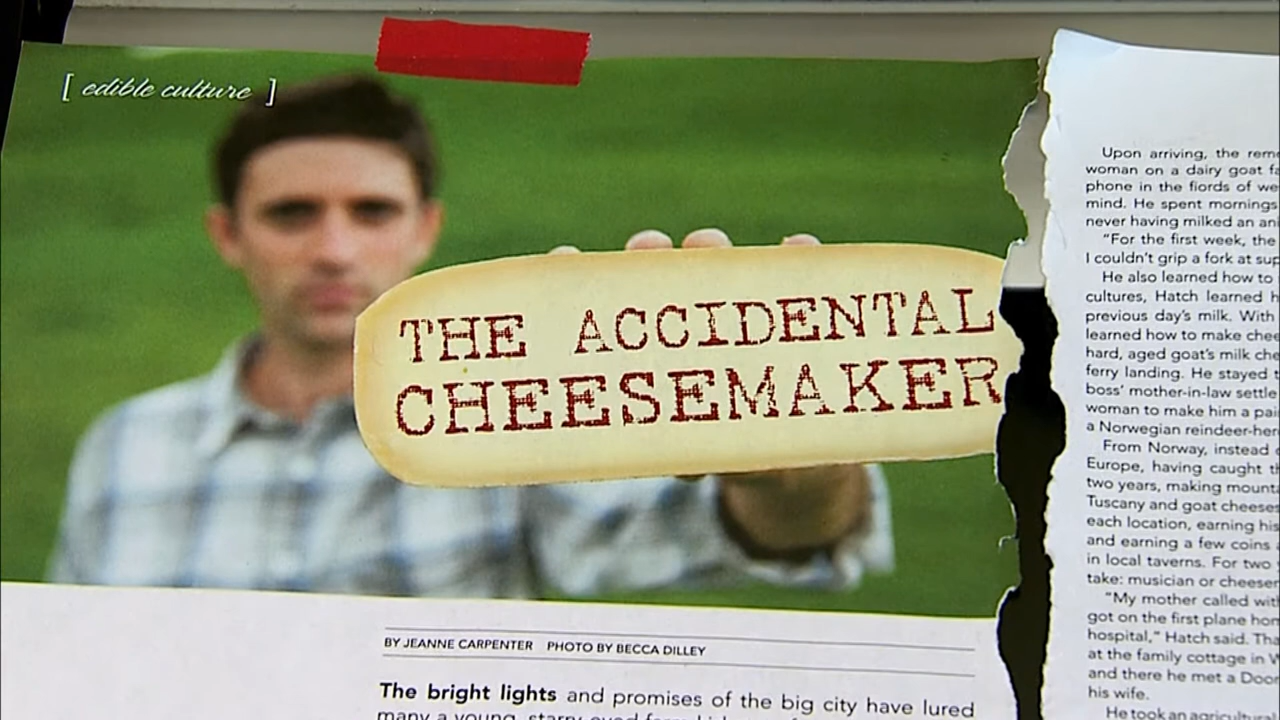 [ edible culture ]
THE ACCIDENTAL
CHEESEMAKER
BY JEANNE CARPENTER PHOTO BY BECCA DILLEY
The bright lights and promises of the big city have lured
many a young, starry eyed farm
Upon arriving, the
woman on a dairy goat
phone in the fiords of
mind. He spent mornings
never having milked an
"For the first week, the
I couldn't grip a fork at
He also learned how to
cultures, Hatch learned
previous day's milk. With
learned how to make
hard, aged goat's milk
ferry landing. He stayed
boss' mother-in-law
woman to make him a
a Norwegian
From Norway, instead
Europe, having caught
two years, making
Tuscany and goat
each location, earning his
and earning a few coins
in local taverns. For two
take: musician or
"My mother called
got on the first plane
hospital," Hatch said.
at the family cottage in
and there he met a
his wife.
He took an